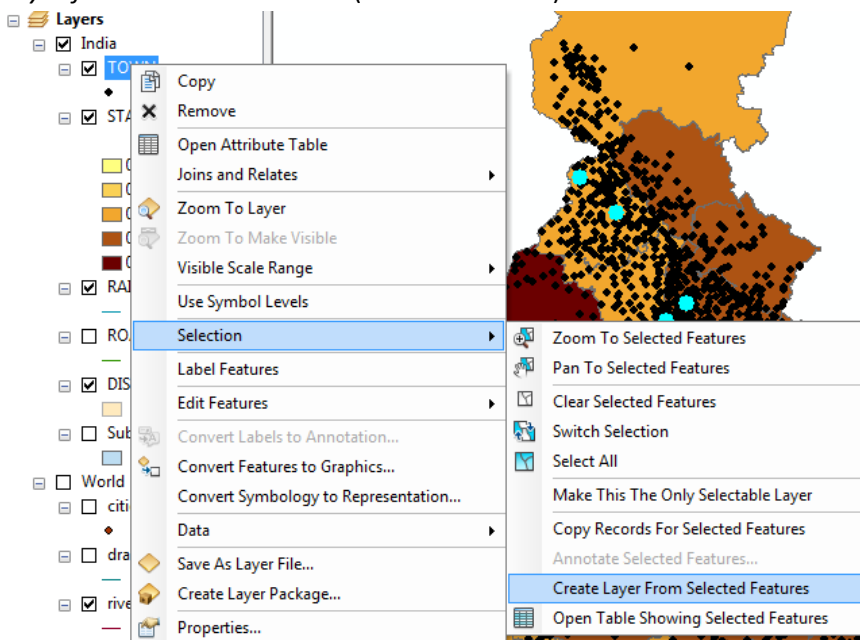 Layers
India
TOWN
Copy
Remove
Open Attribute Table
Joins and Relates
Zoom To Layer
Zoom To Make Visible
Visible Scale Range
Use Symbol Levels
Selection
Label Features
Edit Features
Convert Labels to Annotation...
Convert Features to Graphics...
Convert Symbology to Representation...
Data
Save As Layer File...
Create Layer Package...
Properties...
Zoom To Selected Features
Pan To Selected Features
Clear Selected Features
Switch Selection
Select All
Make This The Only Selectable Layer
Copy Records For Selected Features
Annotate Selected Features...
Create Layer From Selected Features
Open Table Showing Selected Features
STA
RAI
RO
DIS
Sub
World
citi
dra
rive